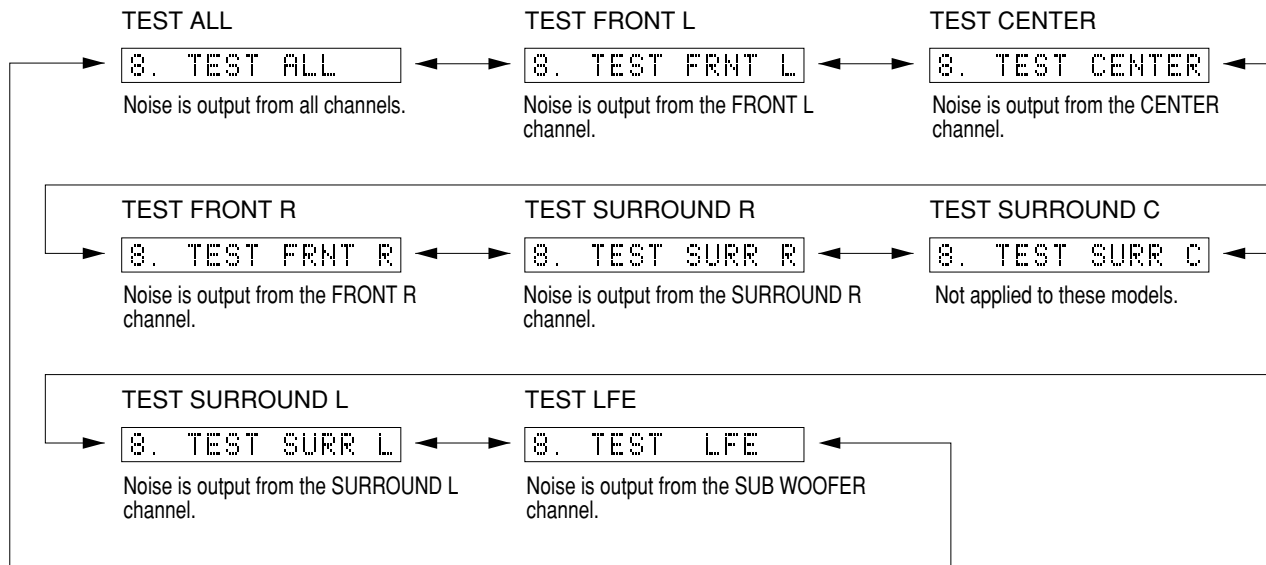 TEST ALL
8. TEST ALL
Noise is output from all channels.
TEST FRONT L
8. TEST FRNT L
Noise is output from the FRONT L
channel.
TEST CENTER
8. TEST CENTER
Noise is output from the CENTER
channel.
TEST FRONT R
8. TEST FRNT R
Noise is output from the FRONT R
channel.
TEST SURROUND R
8. TEST SURR R
Noise is output from the SURROUND R
channel.
TEST SURROUND C
8. TEST SURR C
Not applied to these models.
TEST SURROUND L
8. TEST SURR L
Noise is output from the SURROUND L
channel.
TEST LFE
8. TEST LFE
Noise is output from the SUB WOOFER
channel.